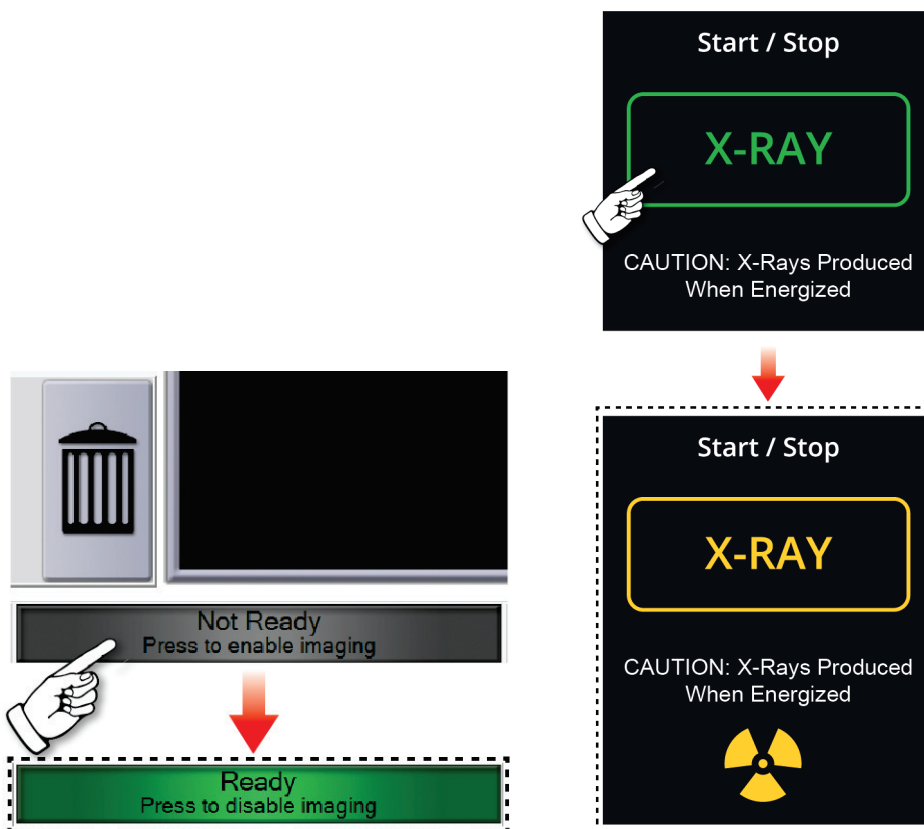 Not Ready
Press to enable imaging
Ready
Press to disable imaging
Start / Stop
X-RAY
CAUTION: X-Rays Produced
When Energized
Start / Stop
X-RAY
CAUTION: X-Rays Produced
When Energized